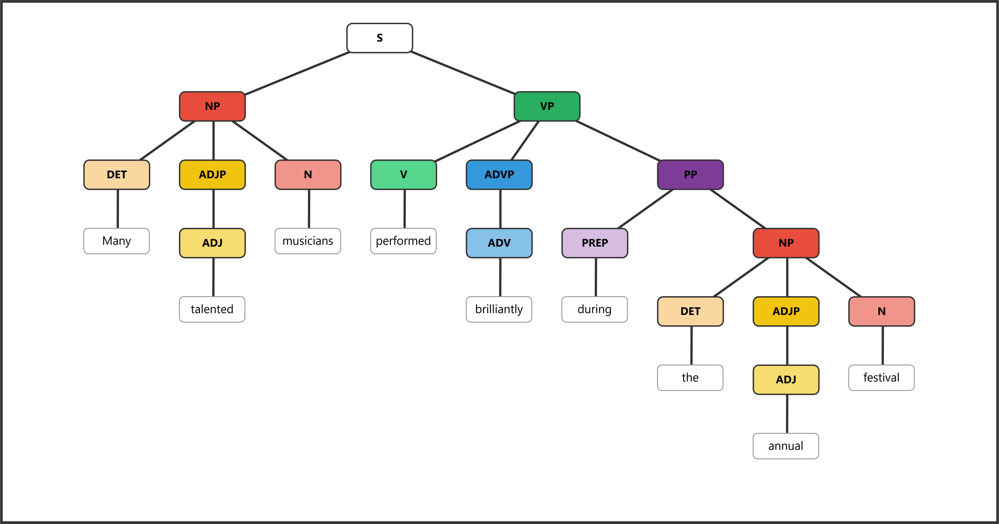 S
NP VP
DET ADJP N V ADVP PP
Many ADJ musicians performed ADV PREP NP
talented brilliantly during DET ADJP N
the ADJ festival
annual